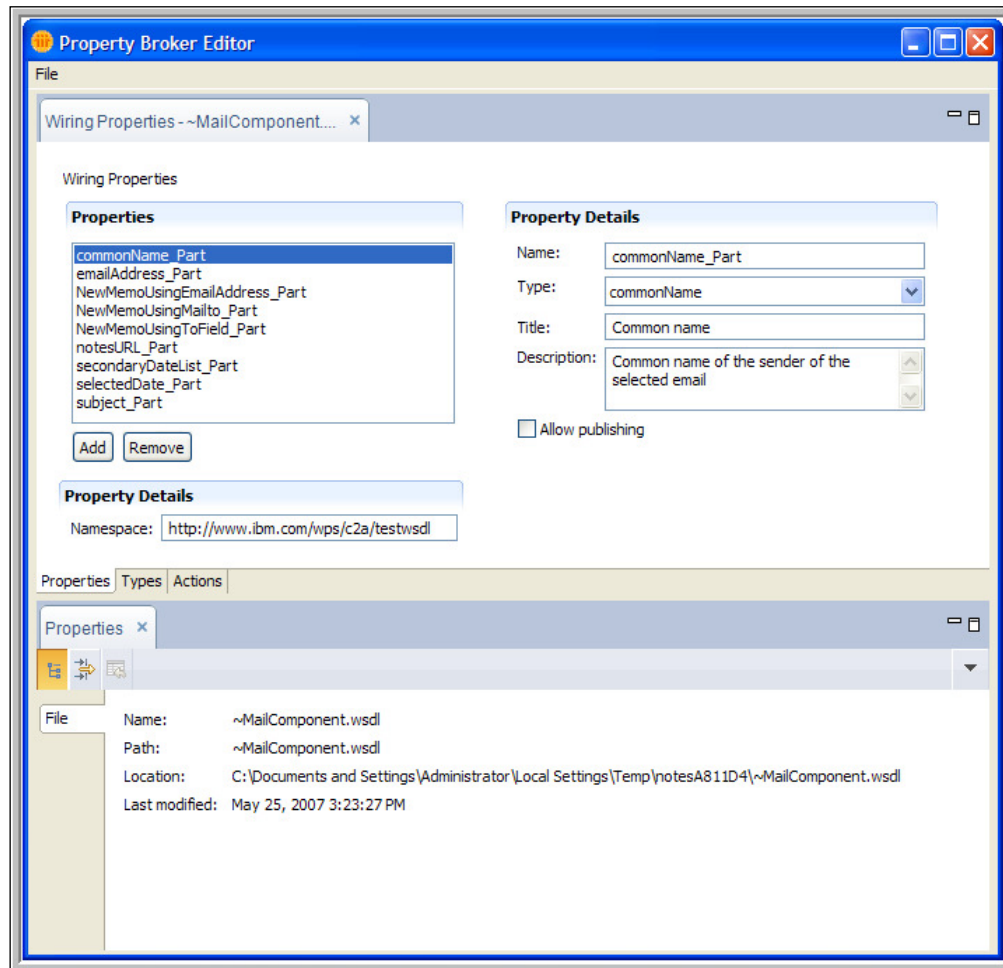 Property Broker Editor
File
Wiring Properties - ~MailComponent....
Wiring Properties
Properties
commonName_Part
emailAddress_Part
NewMemoUsingEmailAddress_Part
NewMemoUsingMailto_Part
NewMemoUsingToField_Part
notesURL_Part
secondaryDateList_Part
selectedDate_Part
subject_Part
Add Remove
Property Details
Namespace: http://www.ibm.com/wps/c2a/testwsdl
Property Details
Name: commonName_Part
Type: commonName
Title: Common name
Description: Common name of the sender of the
selected email
Allow publishing
Properties Types Actions
Properties
File
Name: ~MailComponent.wsdl
Path: ~MailComponent.wsdl
Location: C:\Documents and Settings\Administrator\Local Settings\Temp\notesA811D4\~MailComponent.wsdl
Last modified: May 25, 2007 3:23:27 PM